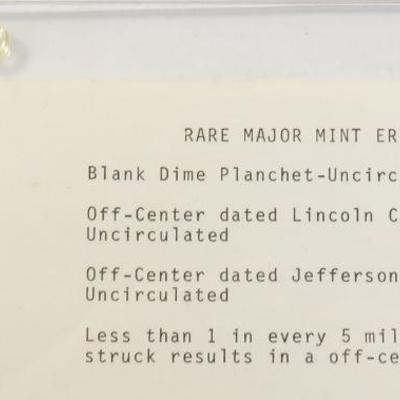 RARE MAJOR MINT ER
Blank Dime Planchet-Uncirc
Off-Center dated Lincoln C
Uncirculated
Off-Center dated Jefferson
Uncirculated
Less than 1 in every 5 mil
struck results in a off-ce